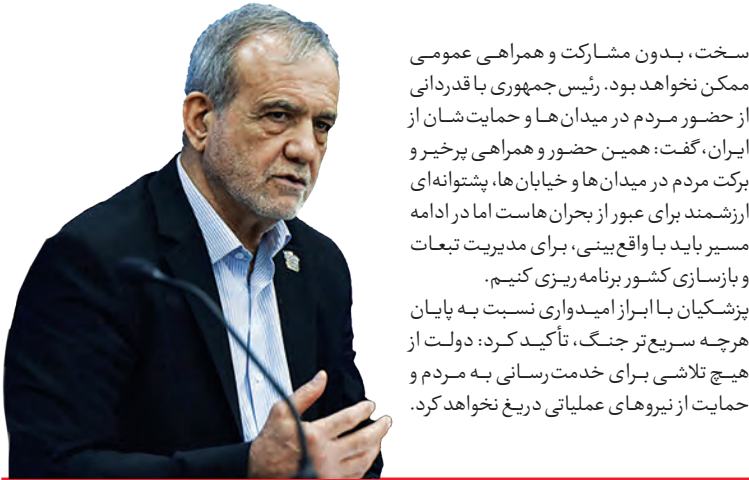 سخت، بدون مشارکت و همراهی عمومی
ممکن نخواهد بود. رئیس جمهوری با قدردانی
از حضور مردم در میدان ها و حمایت شان از
ایران، گفت: همین حضور و همراهی پرخیر و
برکت مردم در میدان ها و خیابان ها، پشتوانه ای
ارزشمند برای عبور از بحران هاست اما در ادامه
مسیر باید با واقع بینی، برای مدیریت تبعات
و بازسازی کشور برنامه ریزی کنیم.
پزشکیان با ابراز امیدواری نسبت به پایان
هرچه سریع تر جنگ، تأکید کرد: دولت از
هیچ تلاشی برای خدمت رسانی به مردم و
حمایت از نیروهای عملیاتی دریغ نخواهد کرد.